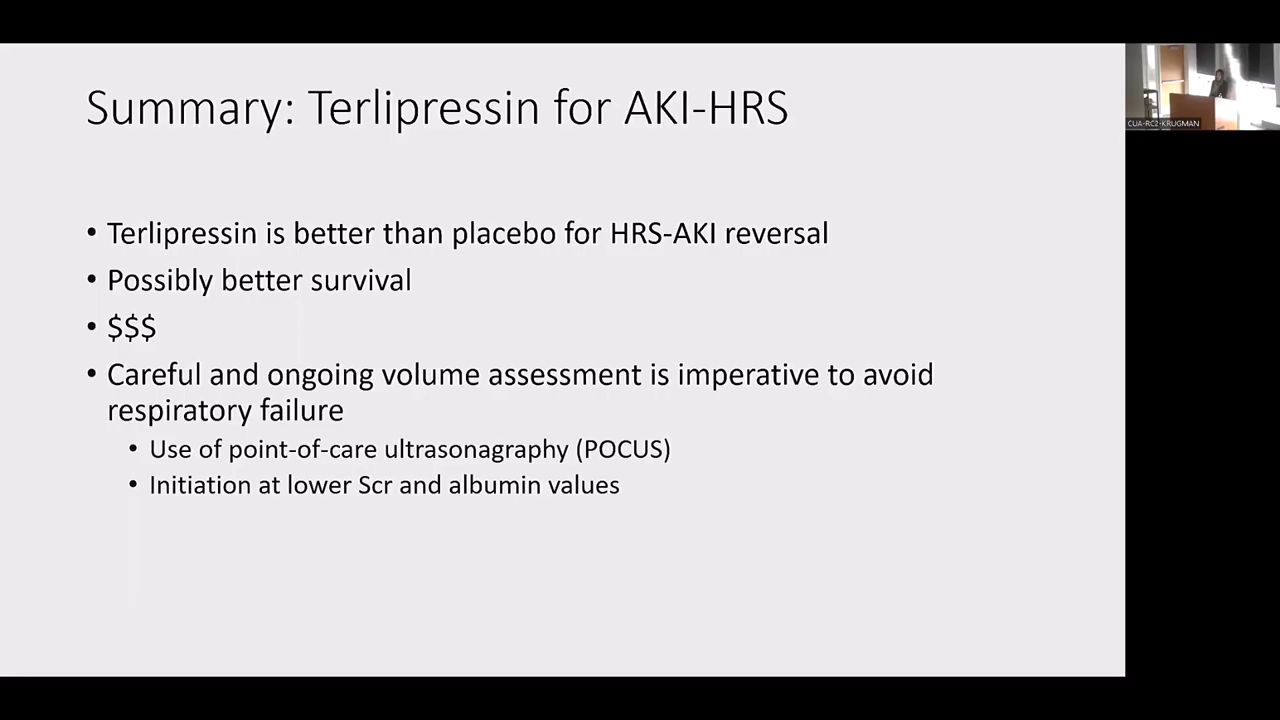 Summary: Terlipressin for AKI-HRS
CUA-RC2-KRUGMAN
• Terlipressin is better than placebo for HRS-AKI reversal
• Possibly better survival
• $$$
• Careful and ongoing volume assessment is imperative to avoid
respiratory failure
• Use of point-of-care ultrasonagraphy (POCUS)
• Initiation at lower Scr and albumin values